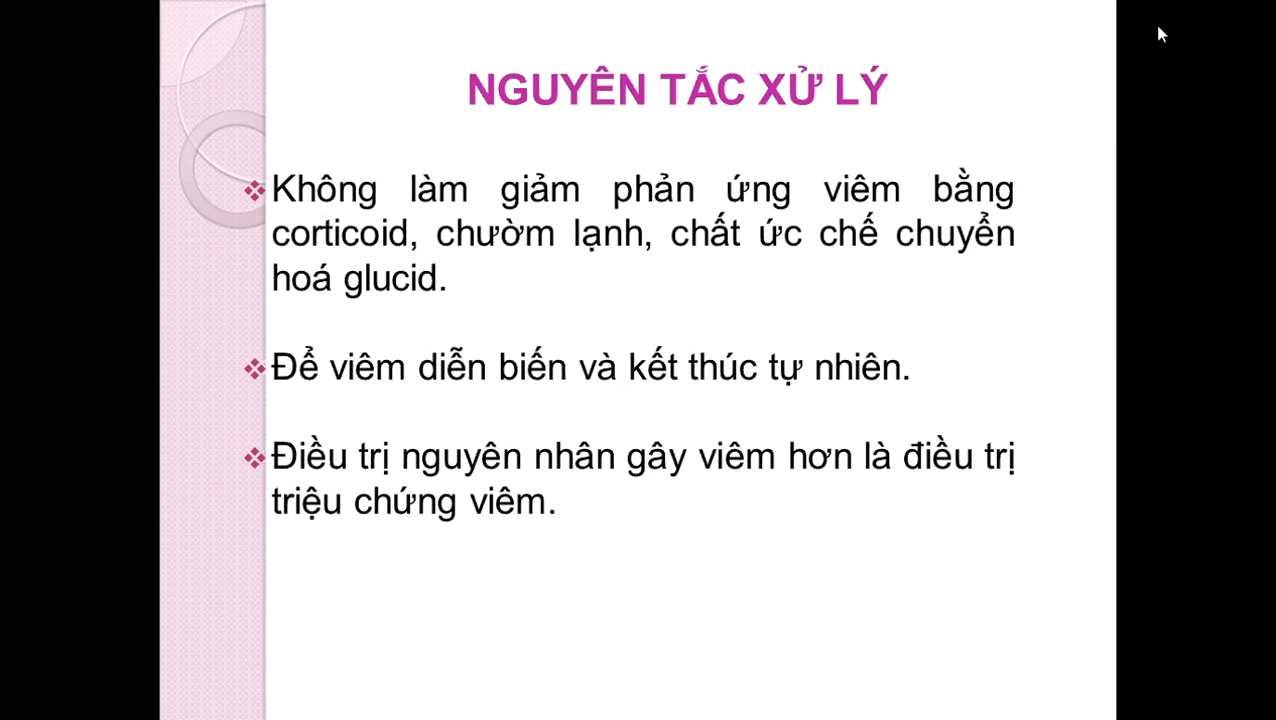 NGUYÊN TẮC XỬ LÝ
Không làm giảm phản ứng viêm bằng
corticoid, chườm lạnh, chất ức chế chuyển
hoá glucid.
Để viêm diễn biến và kết thúc tự nhiên.
Điều trị nguyên nhân gây viêm hơn là điều trị
triệu chứng viêm.